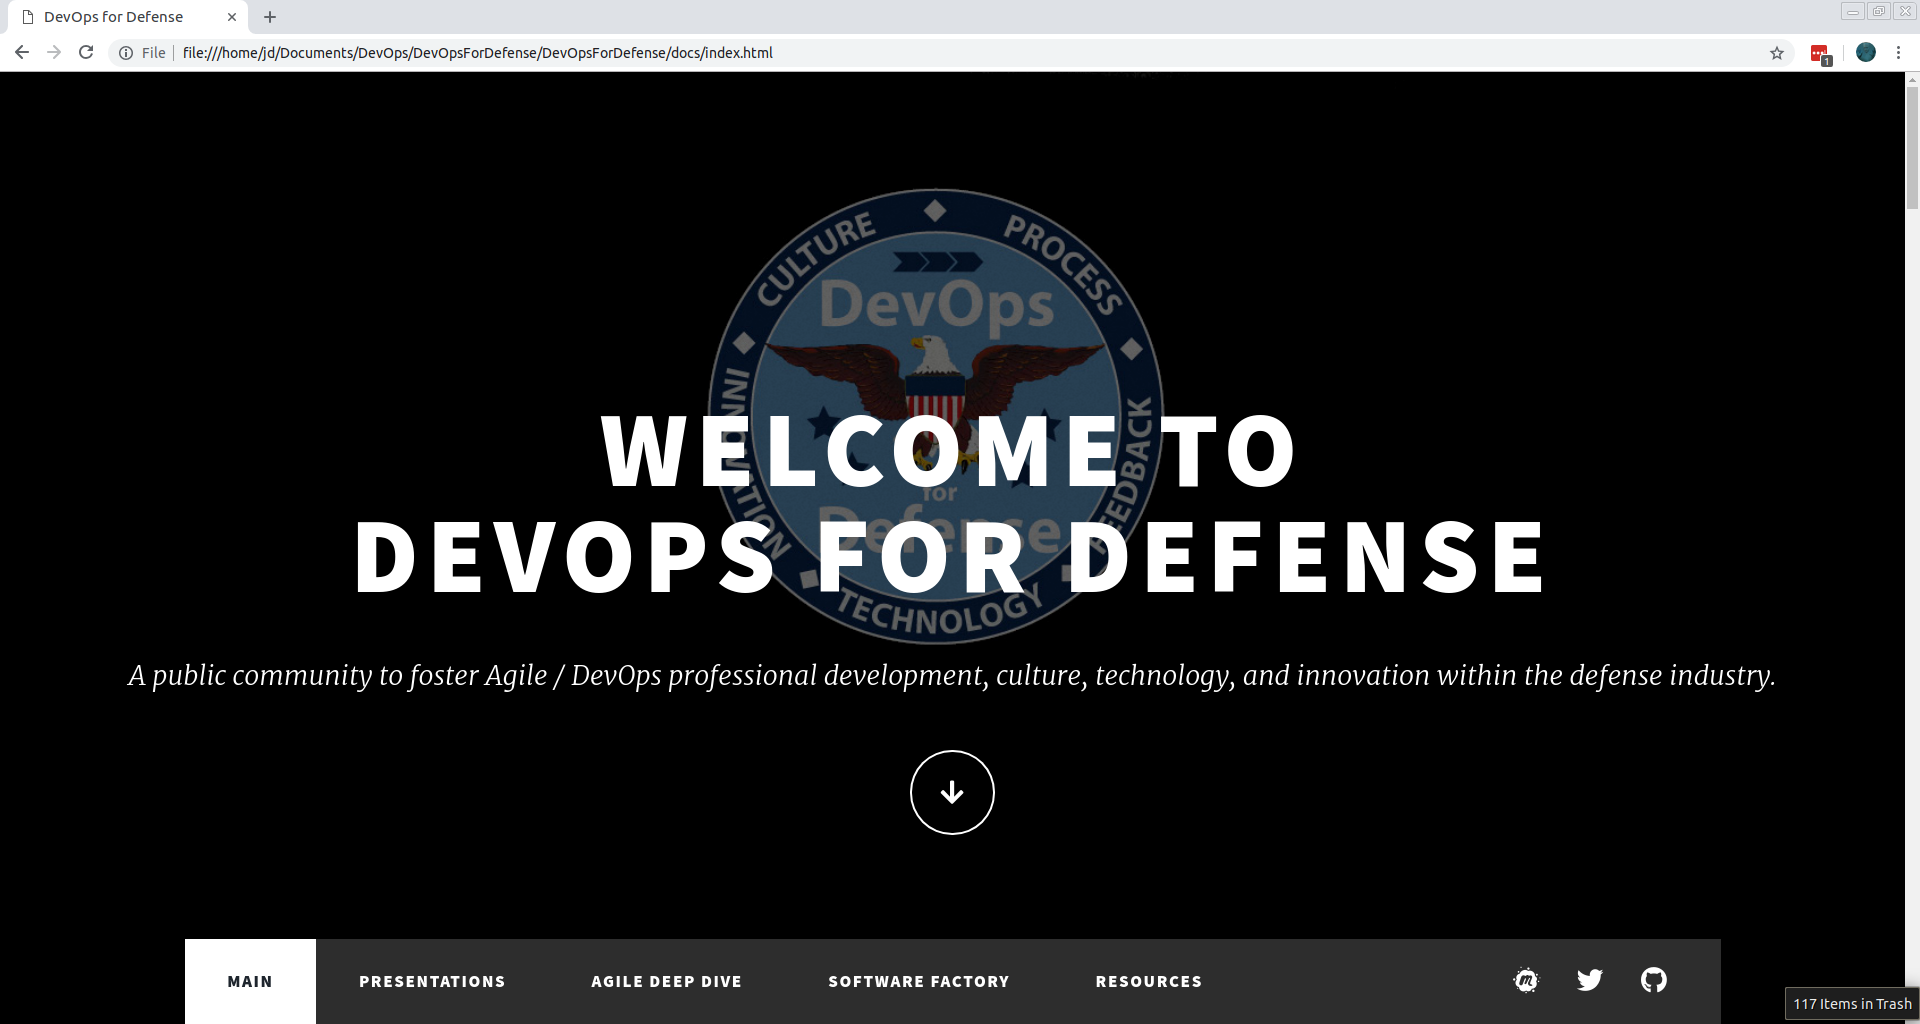 DevOps for Defense
File
file:///home/jd/Documents/DevOps/DevOpsForDefense/DevOpsForDefense/docs/index.html
1
CULTURE
PROCESS
DevOps
INNOVATION
FEEDBACK
for
Defense
TECHNOLOGY
WELCOME TO
DEVOPS FOR DEFENSE
A public community to foster Agile / DevOps professional development, culture, technology, and innovation within the defense industry.
MAIN
PRESENTATIONS
AGILE DEEP DIVE
SOFTWARE FACTORY
RESOURCES
m
117 Items in Trash